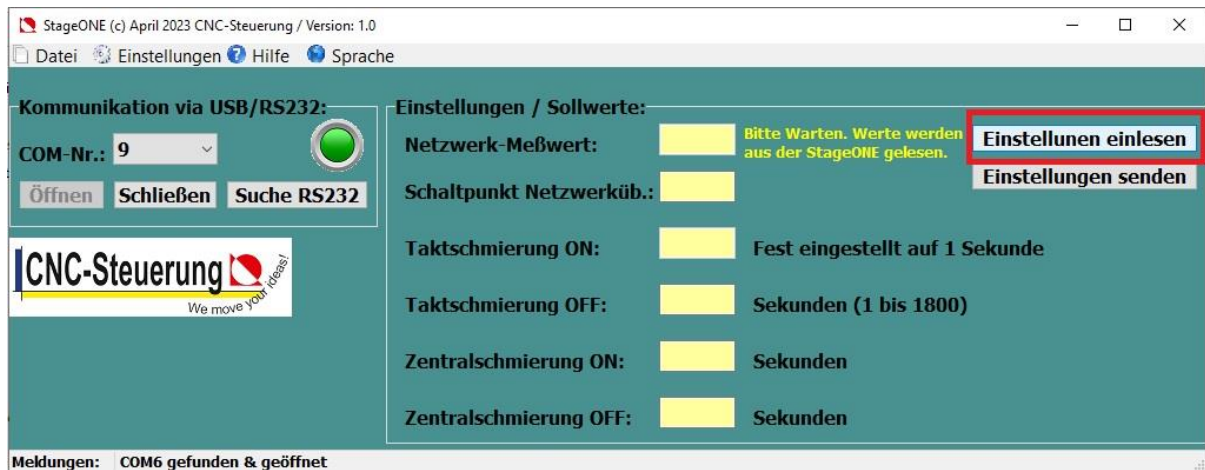 StageONE (c) April 2023 CNC-Steuerung / Version: 1.0
Datei Einstellungen Hilfe Sprache
Kommunikation via USB/RS232:
COM-Nr.: 9
Öffnen Schließen Suche RS232
CNC-Steuerung
We move your ideas!
Einstellungen / Sollwerte:
Netzwerk-Meßwert:
Bitte Warten. Werte werden
aus der StageONE gelesen.
Einstellunen einlesen
Einstellungen senden
Schaltpunkt Netzwerküb.:
Taktschmierung ON: Fest eingestellt auf 1 Sekunde
Taktschmierung OFF: Sekunden (1 bis 1800)
Zentralschmierung ON: Sekunden
Zentralschmierung OFF: Sekunden
Meldungen: COM6 gefunden & geöffnet